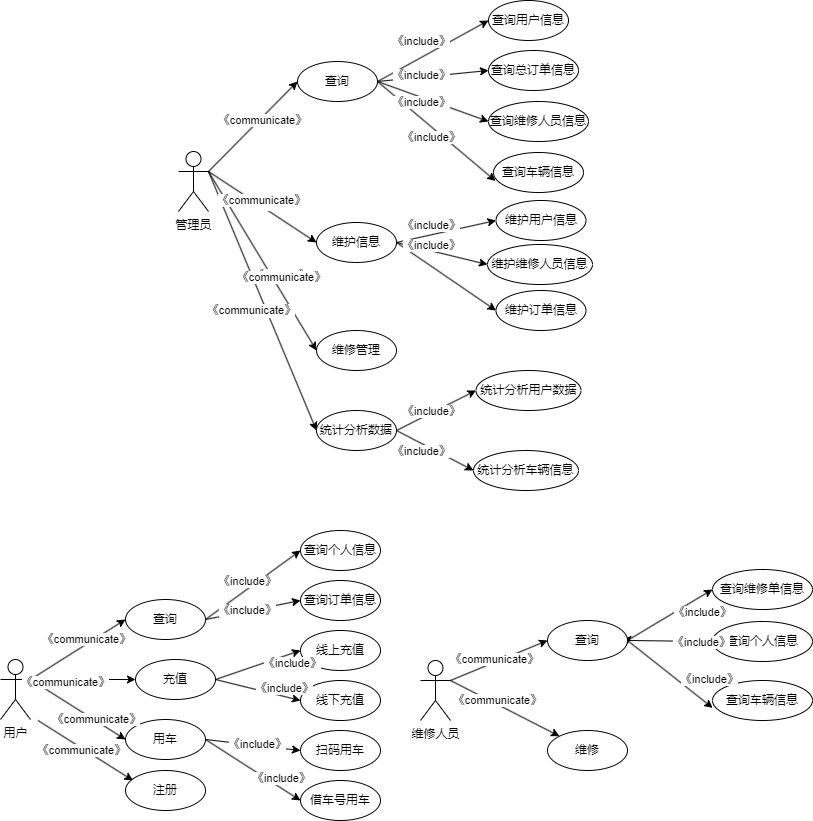 查询用户信息
《include》
查询总订单信息
《include》
查询
《include》
查询维修人员信息
《communicate》
《include》
查询车辆信息
管理员
《communicate》
维护用户信息
《include》
维护信息
《include》
维护维修人员信息
《communicate》
维护订单信息
《communicate》
维修管理
统计分析用户数据
《include》
统计分析数据
《include》
统计分析车辆信息
查询个人信息
《include》
查询订单信息
《include》
查询
《communicate》
线上充值
《include》
充值
《communicate》
《include》
线下充值
用户
《communicate》
用车
《include》
扫码用车
《communicate》
《include》
注册
借车号用车
查询维修单信息
《include》
查询
《include》
查询个人信息
《communicate》
《include》
查询车辆信息
维修人员
《communicate》
维修